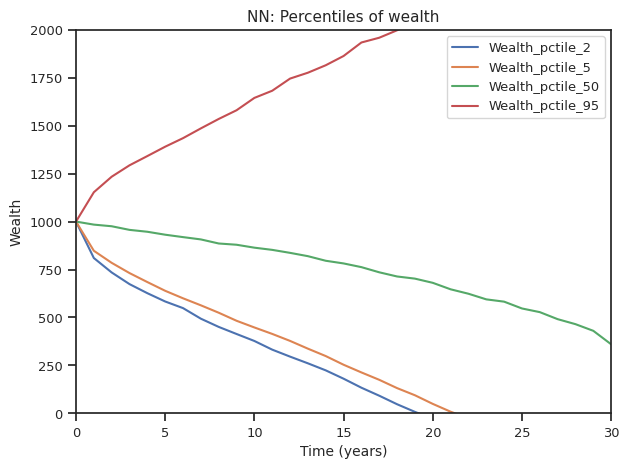 NN: Percentiles of wealth
Wealth_pctile_2
Wealth_pctile_5
Wealth_pctile_50
Wealth_pctile_95
Wealth
2000
1750
1500
1250
1000
750
500
250
0
0 5 10 15 20 25 30
Time (years)